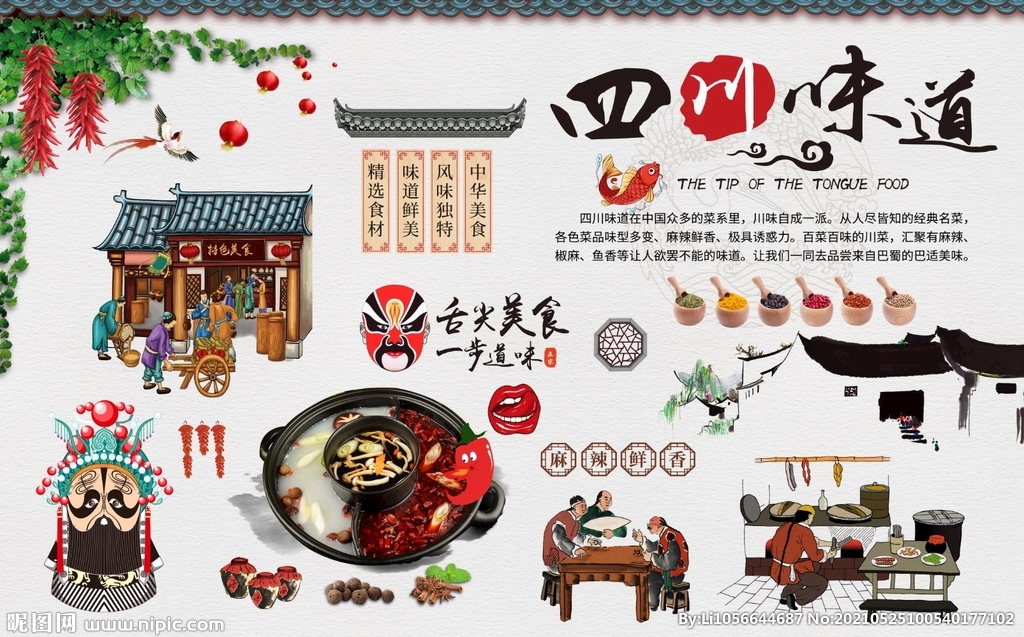 四川味道
THE TIP OF THE TONGUE FOOD
四川味道在中国众多的菜系里，川味自成一派。从人尽皆知的经典名菜，
各色菜品味型多变、麻辣鲜香、极具诱惑力。百菜百味的川菜，汇聚有麻辣、
椒麻、鱼香等让人欲罢不能的味道。让我们一同去品尝来自巴蜀的巴适美味。
中华美食
风味独特
味道鲜美
精选食材
特色美食
舌尖美食
一步道味
麻辣鲜香
昵图网 www.nipic.com
By:Li1056644687 No:20210525100540177102